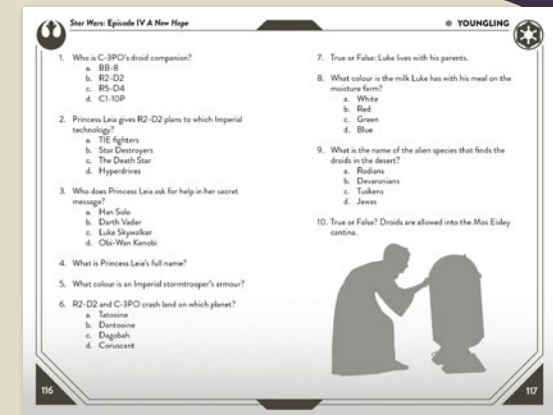 Star Wars: Episode IV A New Hope
YOUNGLING
1. Who is C-3PO's droid companion?
a. BB-8
b. R2-D2
c. R5-D4
d. C1-10P
2. Princess Leia gives R2-D2 plans to which Imperial
technology?
a. TIE fighters
b. Star Destroyers
c. The Death Star
d. Hyperdrives
3. Who does Princess Leia ask for help in her secret
message?
a. Han Solo
b. Darth Vader
c. Luke Skywalker
d. Obi-Wan Kenobi
4. What is Princess Leia's full name?
5. What colour is an Imperial stormtrooper's armour?
6. R2-D2 and C-3PO crash land on which planet?
a. Tatooine
b. Dantooine
c. Dagobah
d. Coruscant
7. True or False: Luke lives with his parents.
8. What colour is the milk Luke has with his meal on the
moisture farm?
a. White
b. Red
c. Green
d. Blue
9. What is the name of the alien species that finds the
droids in the desert?
a. Rodians
b. Devaronians
c. Tuskens
d. Jawas
10. True or False? Droids are allowed into the Mos Eisley
cantina.
116
117